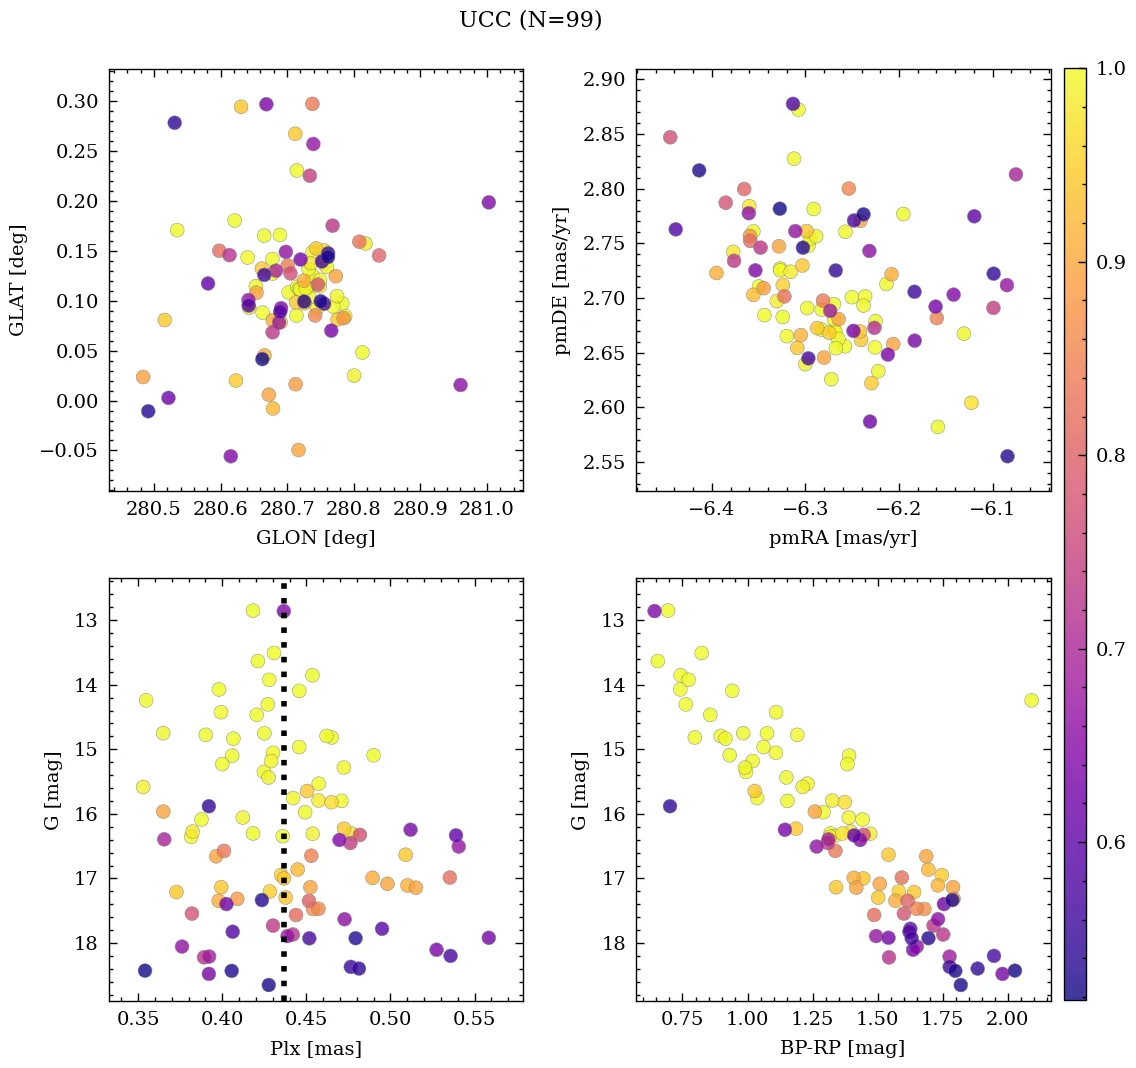 UCC (N=99)
0.30
0.25
0.20
0.15
0.10
0.05
0.00
−0.05
GLAT [deg]
280.5 280.6 280.7 280.8 280.9 281.0
GLON [deg]
2.90
2.85
2.80
2.75
2.70
2.65
2.60
2.55
pmDE [mas/yr]
−6.4 −6.3 −6.2 −6.1
pmRA [mas/yr]
1.0
0.9
0.8
0.7
0.6
13
14
15
16
17
18
G [mag]
0.35 0.40 0.45 0.50 0.55
Plx [mas]
13
14
15
16
17
18
G [mag]
0.75 1.00 1.25 1.50 1.75 2.00
BP-RP [mag]